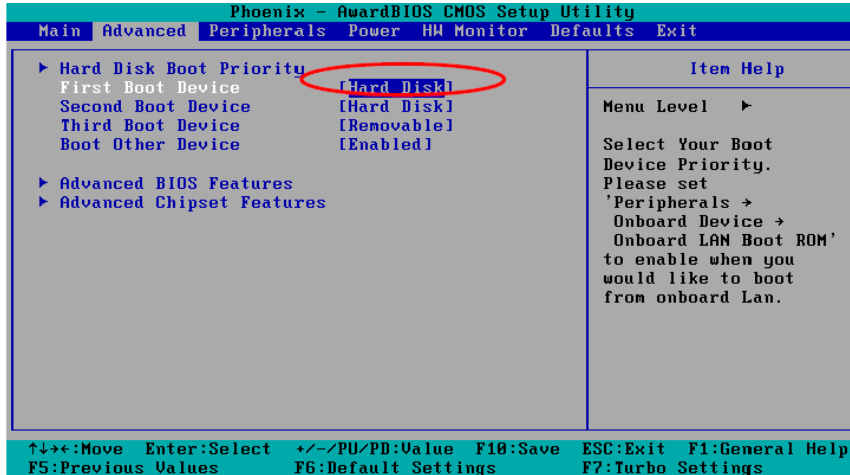 Phoenix - AwardBIOS CMOS Setup Utility
Main Advanced Peripherals Power HW Monitor Defaults Exit
▶ Hard Disk Boot Priority
First Boot Device [Hard Disk]
Second Boot Device [Hard Disk]
Third Boot Device [Removable]
Boot Other Device [Enabled]
▶ Advanced BIOS Features
▶ Advanced Chipset Features
Item Help
Menu Level ▶
Select Your Boot
Device Priority.
Please set
'Peripherals →
Onboard Device →
Onboard LAN Boot ROM'
to enable when you
would like to boot
from onboard Lan.
↑↓→←:Move Enter:Select +/-/PU/PD:Value F10:Save ESC:Exit F1:General Help
F5:Previous Values F6:Default Settings F7:Turbo Settings